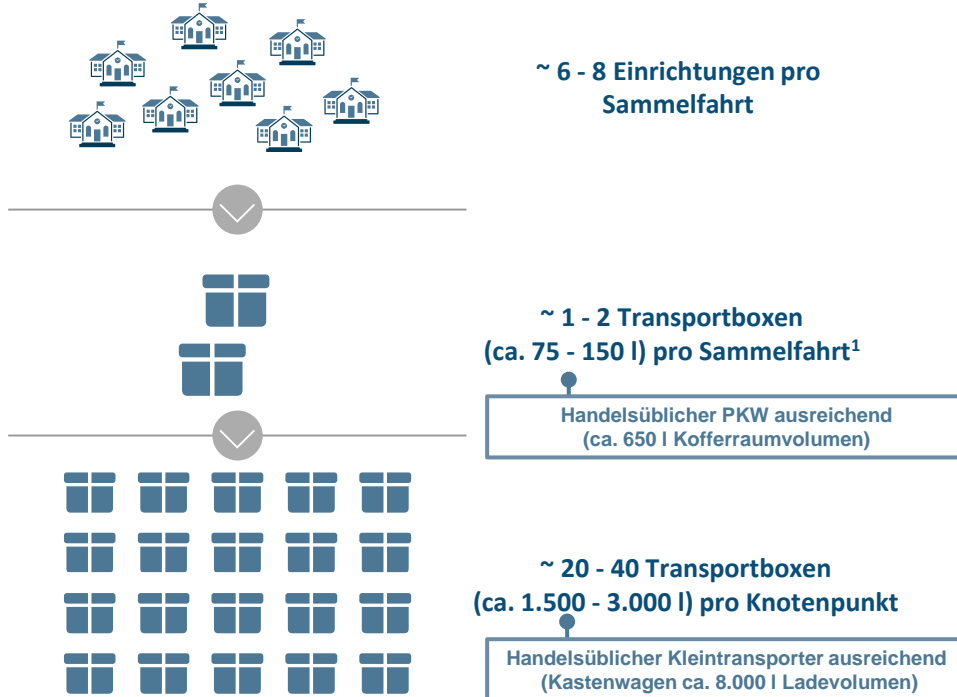 ~ 6 - 8 Einrichtungen pro
Sammelfahrt
~ 1 - 2 Transportboxen
(ca. 75 - 150 l) pro Sammelfahrt¹
Handelsüblicher PKW ausreichend
(ca. 650 l Kofferraumvolumen)
~ 20 - 40 Transportboxen
(ca. 1.500 - 3.000 l) pro Knotenpunkt
Handelsüblicher Kleintransporter ausreichend
(Kastenwagen ca. 8.000 l Ladevolumen)